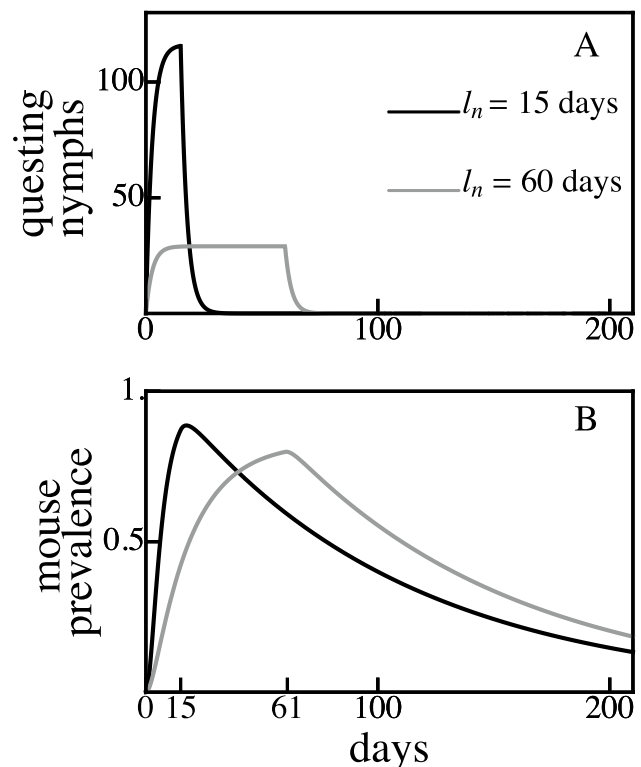 A
questing
nymphs
100
50
l_n = 15 days
l_n = 60 days
0 100 200
B
mouse
prevalence
1.
0.5
0 15 61 100 200
days